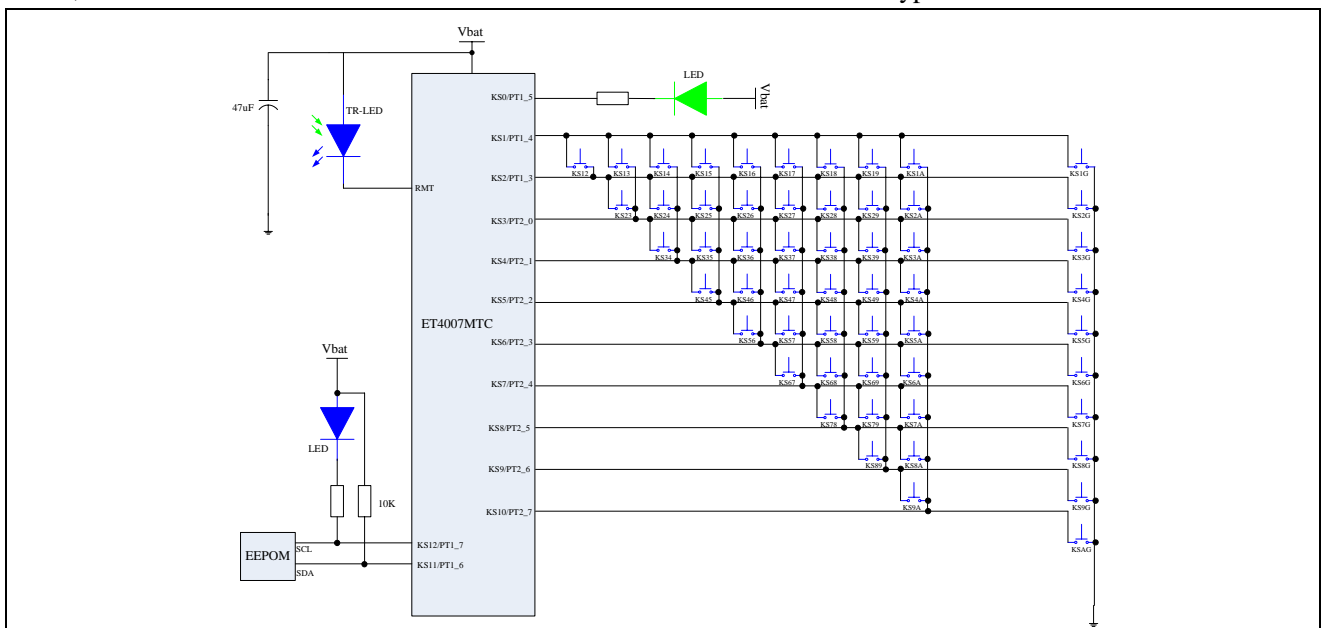 Vbat
LED
KS0/PT1_5
Vbat
47uF
TR-LED
KS1/PT1_4
KS12 KS13 KS14 KS15 KS16 KS17 KS18 KS19 KS1A KS1G
KS2/PT1_3
RMT
KS23 KS24 KS25 KS26 KS27 KS28 KS29 KS2A KS2G
KS3/PT2_0
KS34 KS35 KS36 KS37 KS38 KS39 KS3A KS3G
KS4/PT2_1
KS45 KS46 KS47 KS48 KS49 KS4A KS4G
KS5/PT2_2
ET4007MTC
KS56 KS57 KS58 KS59 KS5A KS5G
KS6/PT2_3
Vbat
KS67 KS68 KS69 KS6A KS6G
KS7/PT2_4
KS78 KS79 KS7A KS7G
KS8/PT2_5
LED
KS89 KS8A KS8G
KS9/PT2_6
10K
KS9A KS9G
KS10/PT2_7
KSAG
EEPOM
SCL
KS12/PT1_7
SDA
KS11/PT1_6